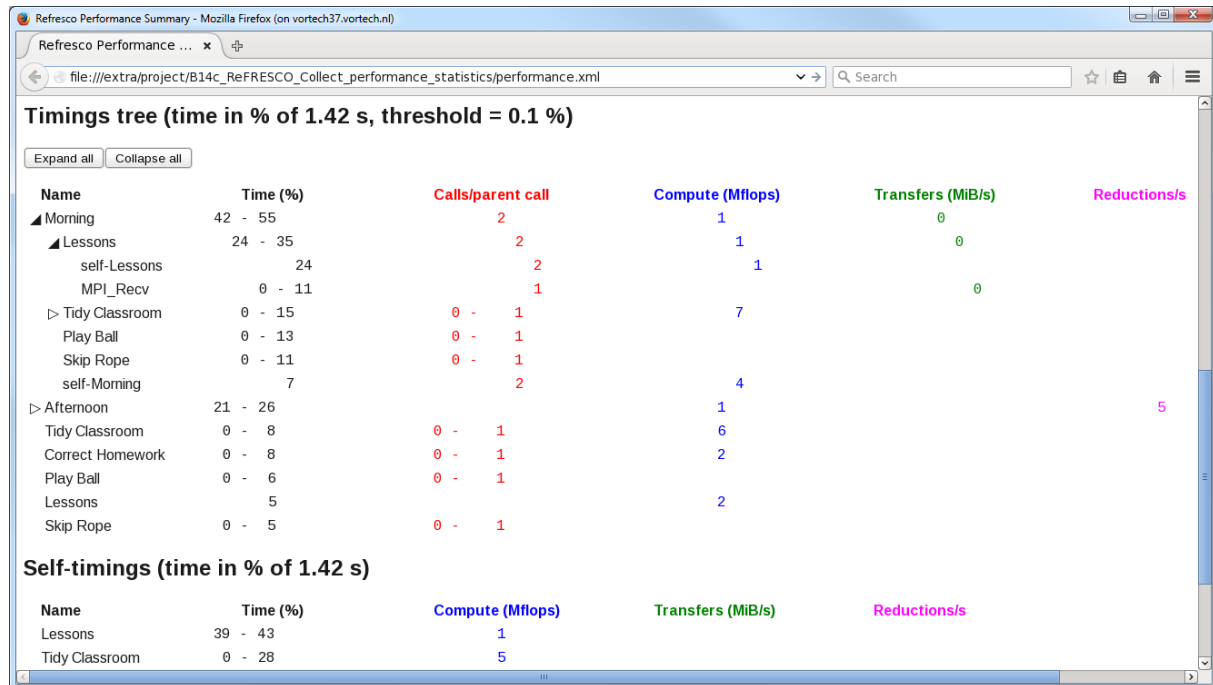 Refresco Performance Summary - Mozilla Firefox (on vortech37.vortech.nl)
Refresco Performance ...
file:///extra/project/B14c_ReFRESCO_Collect_performance_statistics/performance.xml Search
Timings tree (time in % of 1.42 s, threshold = 0.1 %)
Expand all Collapse all
Name Time (%) Calls/parent call Compute (Mflops) Transfers (MiB/s) Reductions/s
Morning 42 - 55 2 1 0
Lessons 24 - 35 2 1 0
self-Lessons 24 2 1
MPI_Recv 0 - 11 1 0
Tidy Classroom 0 - 15 0 - 1 7
Play Ball 0 - 13 0 - 1
Skip Rope 0 - 11 0 - 1
self-Morning 7 2 4
Afternoon 21 - 26 1 5
Tidy Classroom 0 - 8 0 - 1 6
Correct Homework 0 - 8 0 - 1 2
Play Ball 0 - 6 0 - 1
Lessons 5 2
Skip Rope 0 - 5 0 - 1
Self-timings (time in % of 1.42 s)
Name Time (%) Compute (Mflops) Transfers (MiB/s) Reductions/s
Lessons 39 - 43 1
Tidy Classroom 0 - 28 5